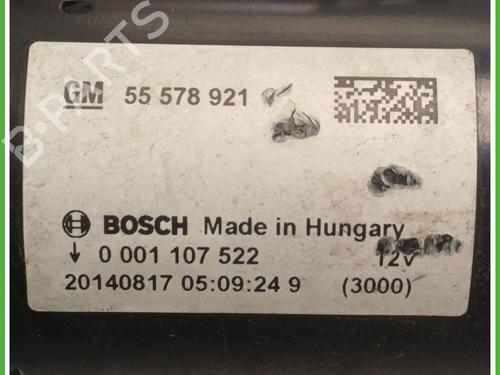 GM 55 578 921
BOSCH Made in Hungary
0 001 107 522 12V
20140817 05:09:24 9 (3000)
B-PARTS